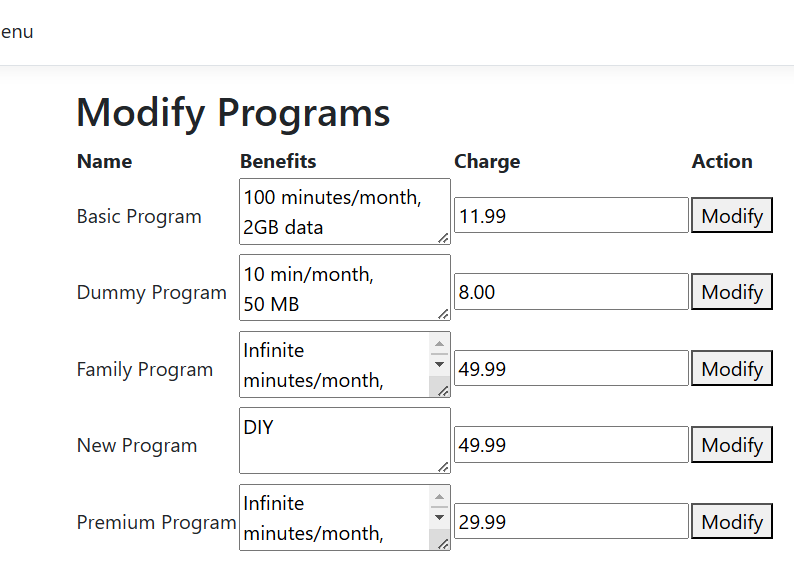 enu
Modify Programs
Name Benefits Charge Action
Basic Program 100 minutes/month, 2GB data 11.99 Modify
Dummy Program 10 min/month, 50 MB 8.00 Modify
Family Program Infinite minutes/month, 49.99 Modify
New Program DIY 49.99 Modify
Premium Program Infinite minutes/month, 29.99 Modify